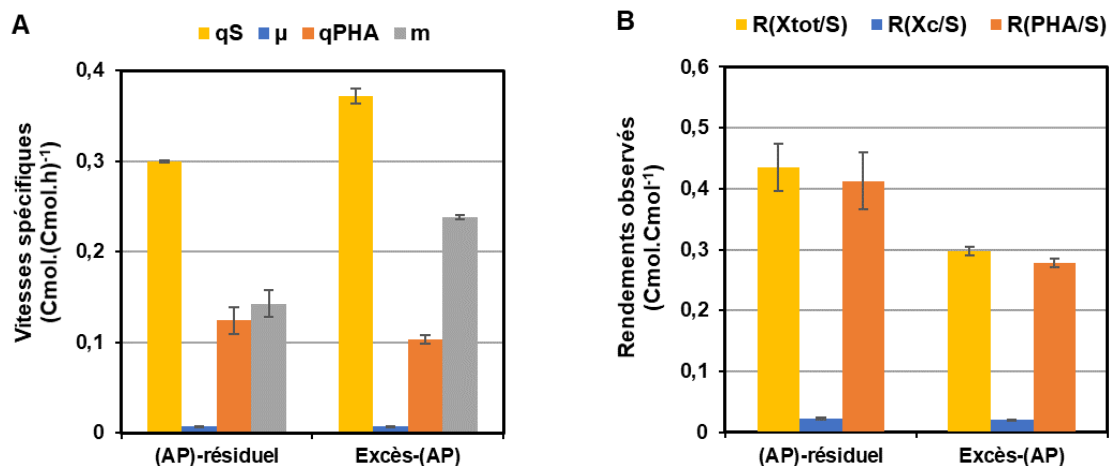 A
qS µ qPHA m
Vitesses spécifiques
(Cmol.(Cmol.h)-1)
0,4
0,3
0,2
0,1
0
(AP)-résiduel Excès-(AP)
B
R(Xtot/S) R(Xc/S) R(PHA/S)
Rendements observés
(Cmol.Cmol-1)
0,6
0,5
0,4
0,3
0,2
0,1
0
(AP)-résiduel Excès-(AP)